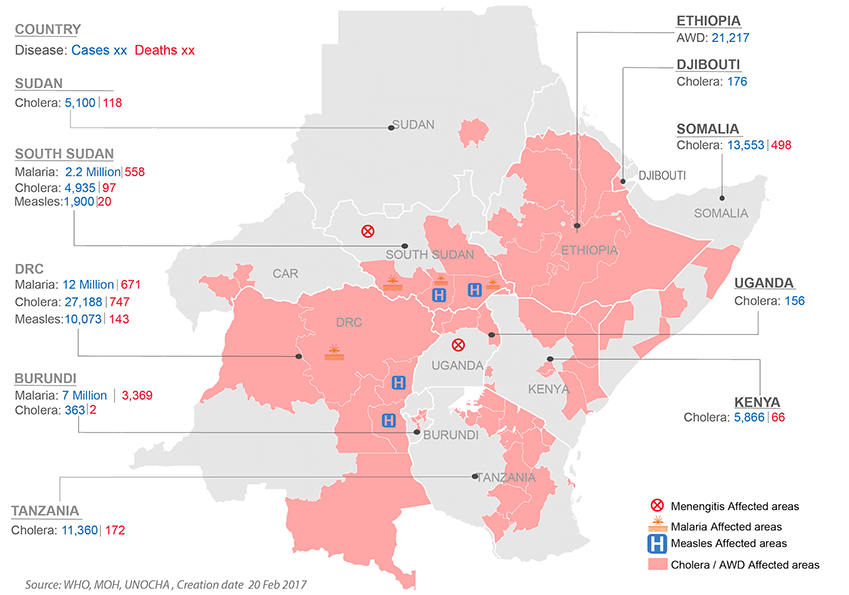 COUNTRY
Disease: Cases xx Deaths xx
SUDAN
Cholera: 5,100|118
SOUTH SUDAN
Malaria: 2.2 Million|558
Cholera: 4,935|97
Measles:1,900|20
DRC
Malaria: 12 Million|671
Cholera: 27,188|747
Measles:10,073|143
BURUNDI
Malaria: 7 Million | 3,369
Cholera: 363|2
TANZANIA
Cholera: 11,360|172
ETHIOPIA
AWD: 21,217
DJIBOUTI
Cholera: 176
SOMALIA
Cholera: 13,553|498
UGANDA
Cholera: 156
KENYA
Cholera: 5,866|66
SUDAN
DJIBOUTI
SOMALIA
SOUTH SUDAN
ETHIOPIA
CAR
DRC
UGANDA
KENYA
BURUNDI
TANZANIA
Menengitis Affected areas
Malaria Affected areas
H Measles Affected areas
Cholera / AWD Affected areas
H
H
H
H
Source: WHO, MOH, UNOCHA , Creation date 20 Feb 2017